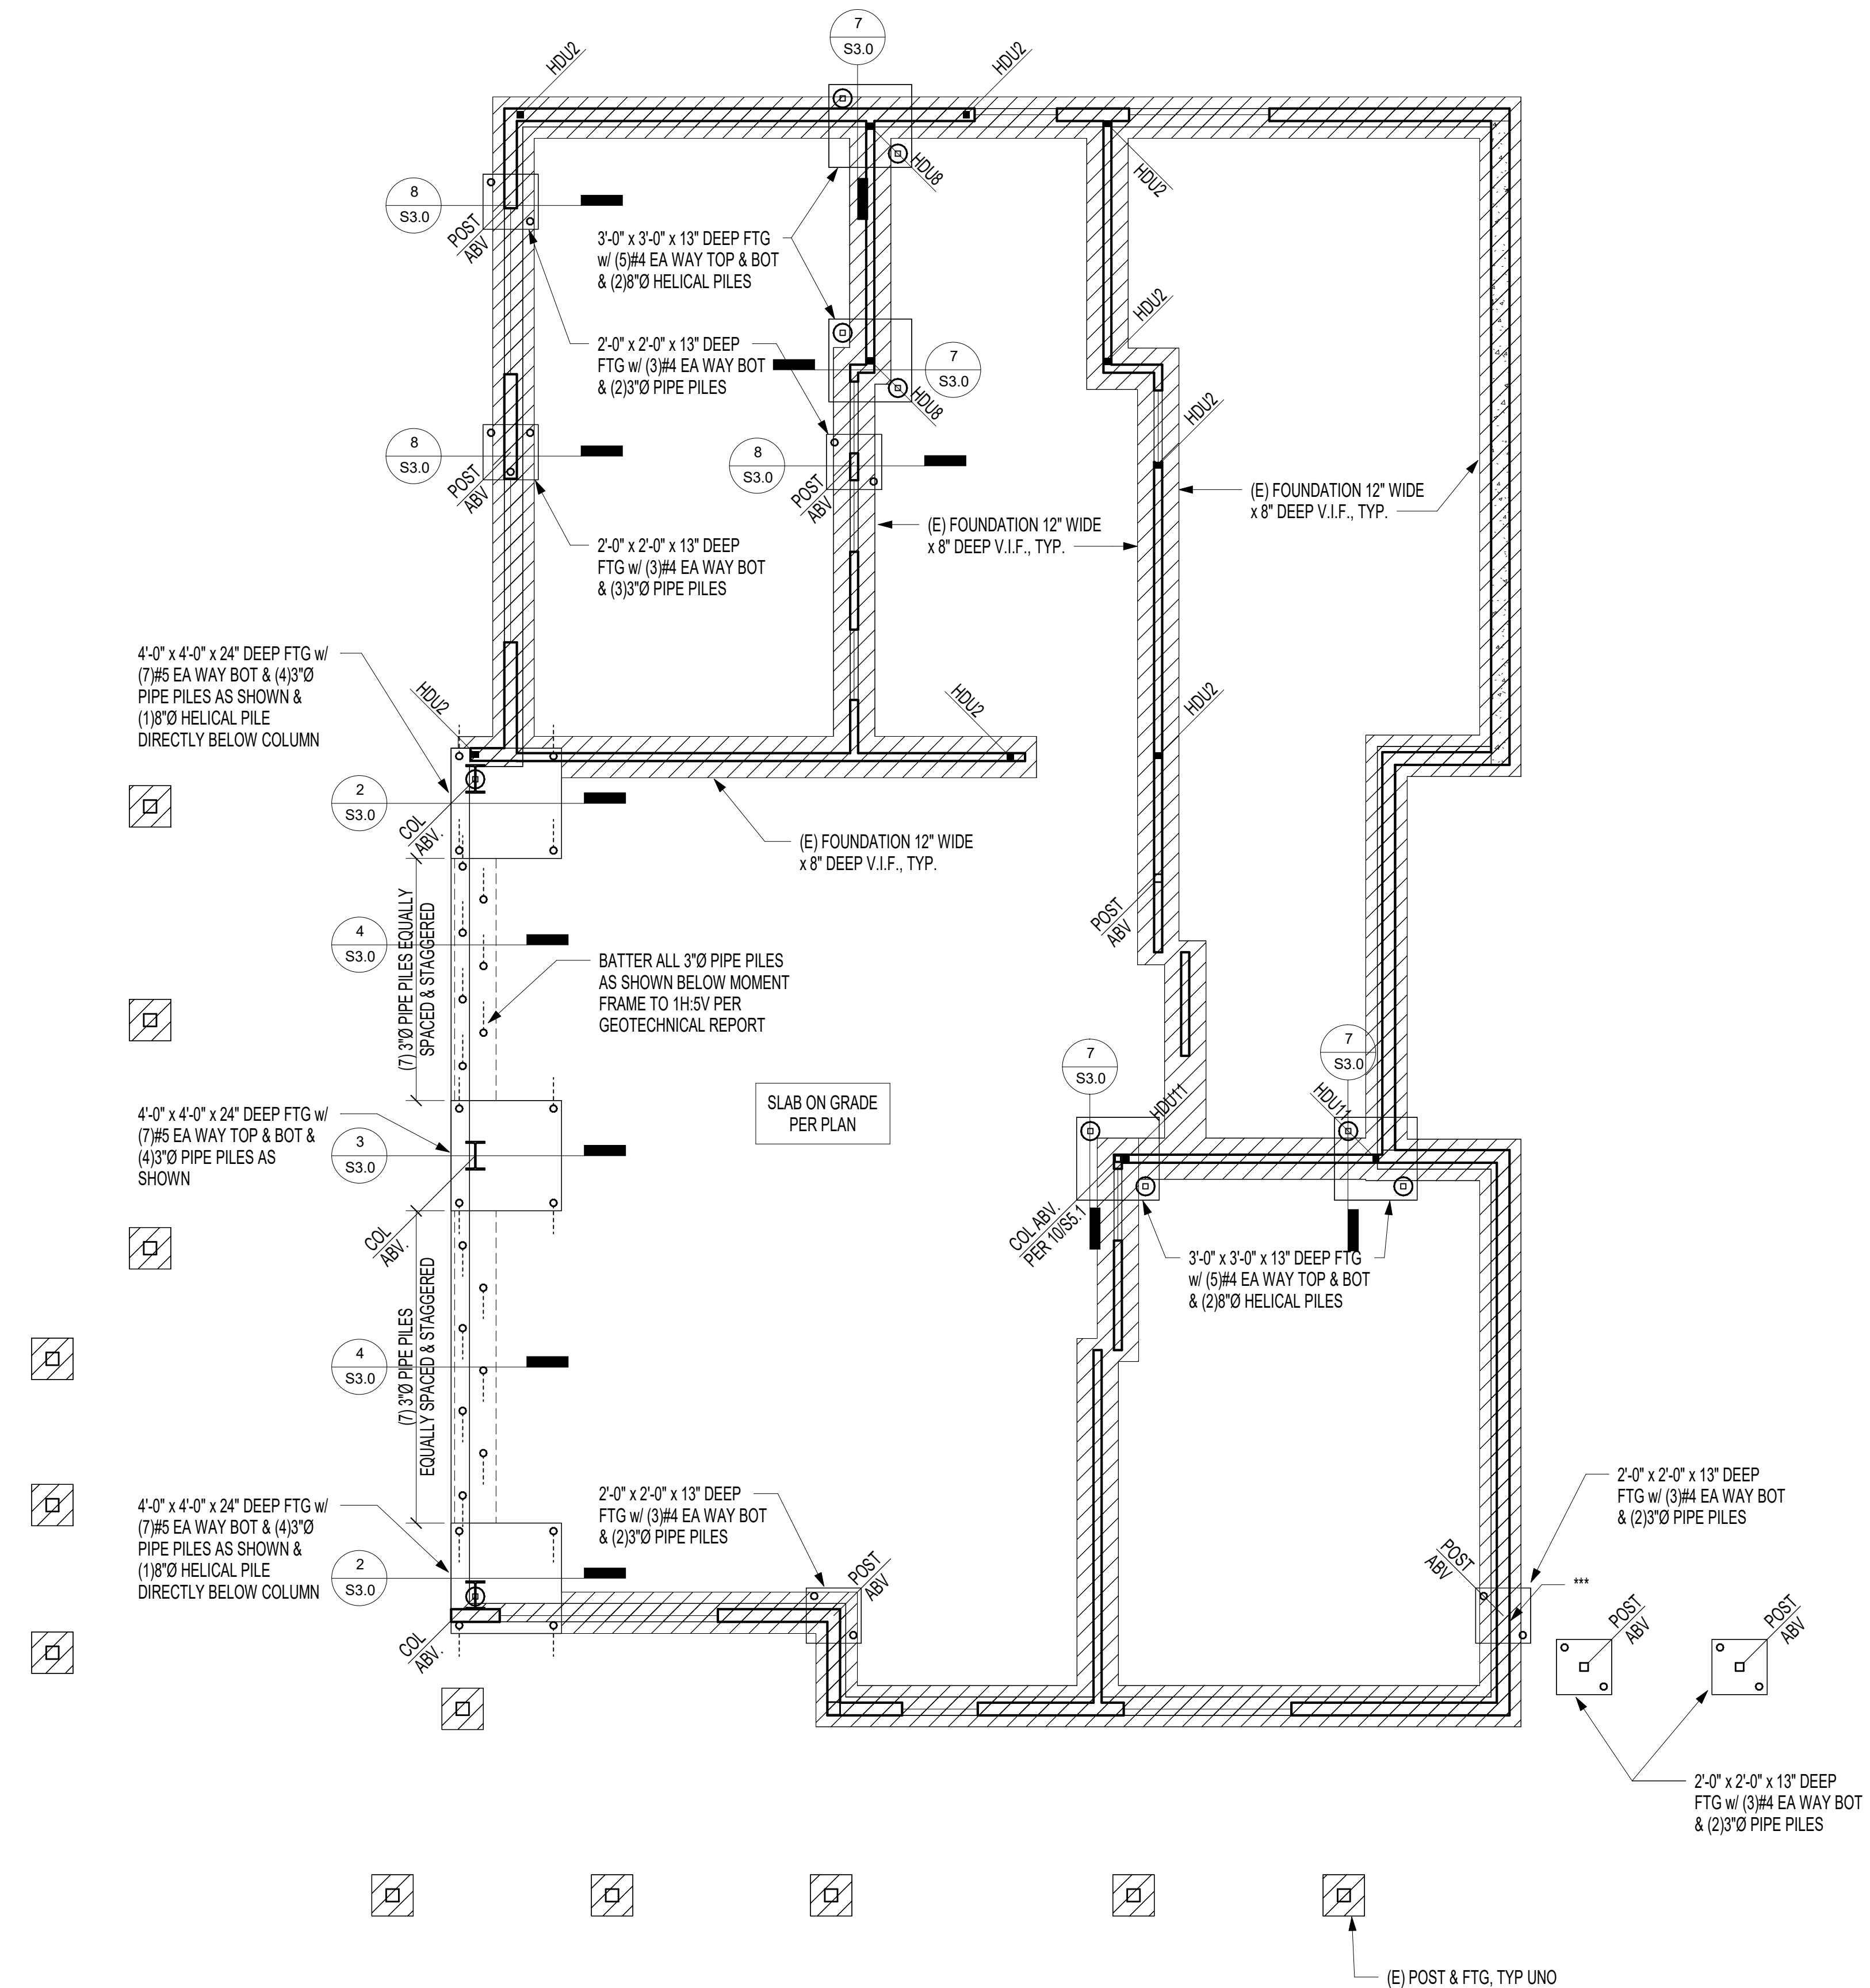 7
S3.0
HDU2
HDU2
HDU8
HDU2
8
S3.0
POST
ABV
3'-0" x 3'-0" x 13" DEEP FTG
w/ (5)#4 EA WAY TOP & BOT
& (2)8"Ø HELICAL PILES
HDU2
2'-0" x 2'-0" x 13" DEEP
FTG w/ (3)#4 EA WAY BOT
& (2)3"Ø PIPE PILES
7
S3.0
HDU8
HDU2
8
S3.0
POST
ABV
8
S3.0
POST
ABV
(E) FOUNDATION 12" WIDE
x 8" DEEP V.I.F., TYP.
(E) FOUNDATION 12" WIDE
x 8" DEEP V.I.F., TYP.
2'-0" x 2'-0" x 13" DEEP
FTG w/ (3)#4 EA WAY BOT
& (3)3"Ø PIPE PILES
4'-0" x 4'-0" x 24" DEEP FTG w/
(7)#5 EA WAY BOT & (4)3"Ø
PIPE PILES AS SHOWN &
(1)8"Ø HELICAL PILE
DIRECTLY BELOW COLUMN
HDU2
HDU2
HDU2
2
S3.0
COL
ABV.
(E) FOUNDATION 12" WIDE
x 8" DEEP V.I.F., TYP.
POST
ABV
4
S3.0
(7) 3"Ø PIPE PILES EQUALLY
SPACED & STAGGERED
BATTER ALL 3"Ø PIPE PILES
AS SHOWN BELOW MOMENT
FRAME TO 1H:5V PER
GEOTECHNICAL REPORT
7
S3.0
7
S3.0
HDU11
HDU11
SLAB ON GRADE
PER PLAN
4'-0" x 4'-0" x 24" DEEP FTG w/
(7)#5 EA WAY TOP & BOT &
(4)3"Ø PIPE PILES AS
SHOWN
3
S3.0
COL
ABV.
COL ABV.
PER 10/S5.1
3'-0" x 3'-0" x 13" DEEP FTG
w/ (5)#4 EA WAY TOP & BOT
& (2)8"Ø HELICAL PILES
4
S3.0
(7) 3"Ø PIPE PILES
EQUALLY SPACED & STAGGERED
4'-0" x 4'-0" x 24" DEEP FTG w/
(7)#5 EA WAY BOT & (4)3"Ø
PIPE PILES AS SHOWN &
(1)8"Ø HELICAL PILE
DIRECTLY BELOW COLUMN
2
S3.0
COL
ABV.
2'-0" x 2'-0" x 13" DEEP
FTG w/ (3)#4 EA WAY BOT
& (2)3"Ø PIPE PILES
POST
ABV
2'-0" x 2'-0" x 13" DEEP
FTG w/ (3)#4 EA WAY BOT
& (2)3"Ø PIPE PILES
POST
ABV
***
POST
ABV
POST
ABV
2'-0" x 2'-0" x 13" DEEP
FTG w/ (3)#4 EA WAY BOT
& (2)3"Ø PIPE PILES
(E) POST & FTG, TYP UNO